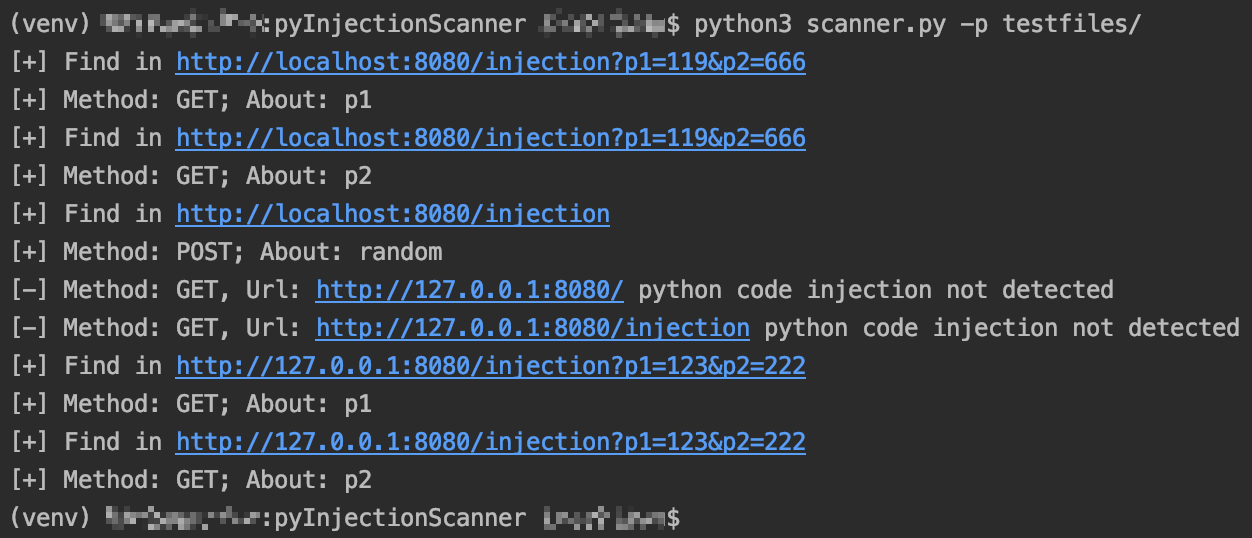 (venv) :pyInjectionScanner $ python3 scanner.py -p testfiles/
[+] Find in http://localhost:8080/injection?p1=119&p2=666
[+] Method: GET; About: p1
[+] Find in http://localhost:8080/injection?p1=119&p2=666
[+] Method: GET; About: p2
[+] Find in http://localhost:8080/injection
[+] Method: POST; About: random
[-] Method: GET, Url: http://127.0.0.1:8080/ python code injection not detected
[-] Method: GET, Url: http://127.0.0.1:8080/injection python code injection not detected
[+] Find in http://127.0.0.1:8080/injection?p1=123&p2=222
[+] Method: GET; About: p1
[+] Find in http://127.0.0.1:8080/injection?p1=123&p2=222
[+] Method: GET; About: p2
(venv) :pyInjectionScanner $